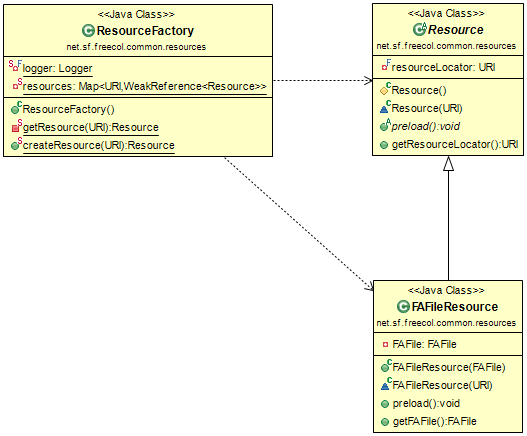 <<Java Class>>
ResourceFactory
net.sf.freecol.common.resources
logger: Logger
resources: Map<URI,WeakReference<Resource>>
ResourceFactory()
getResource(URI):Resource
createResource(URI):Resource
<<Java Class>>
Resource
net.sf.freecol.common.resources
resourceLocator: URI
Resource()
Resource(URI)
preload():void
getResourceLocator():URI
<<Java Class>>
FAFileResource
net.sf.freecol.common.resources
FAFile: FAFile
FAFileResource(FAFile)
FAFileResource(URI)
preload():void
getFAFile():FAFile